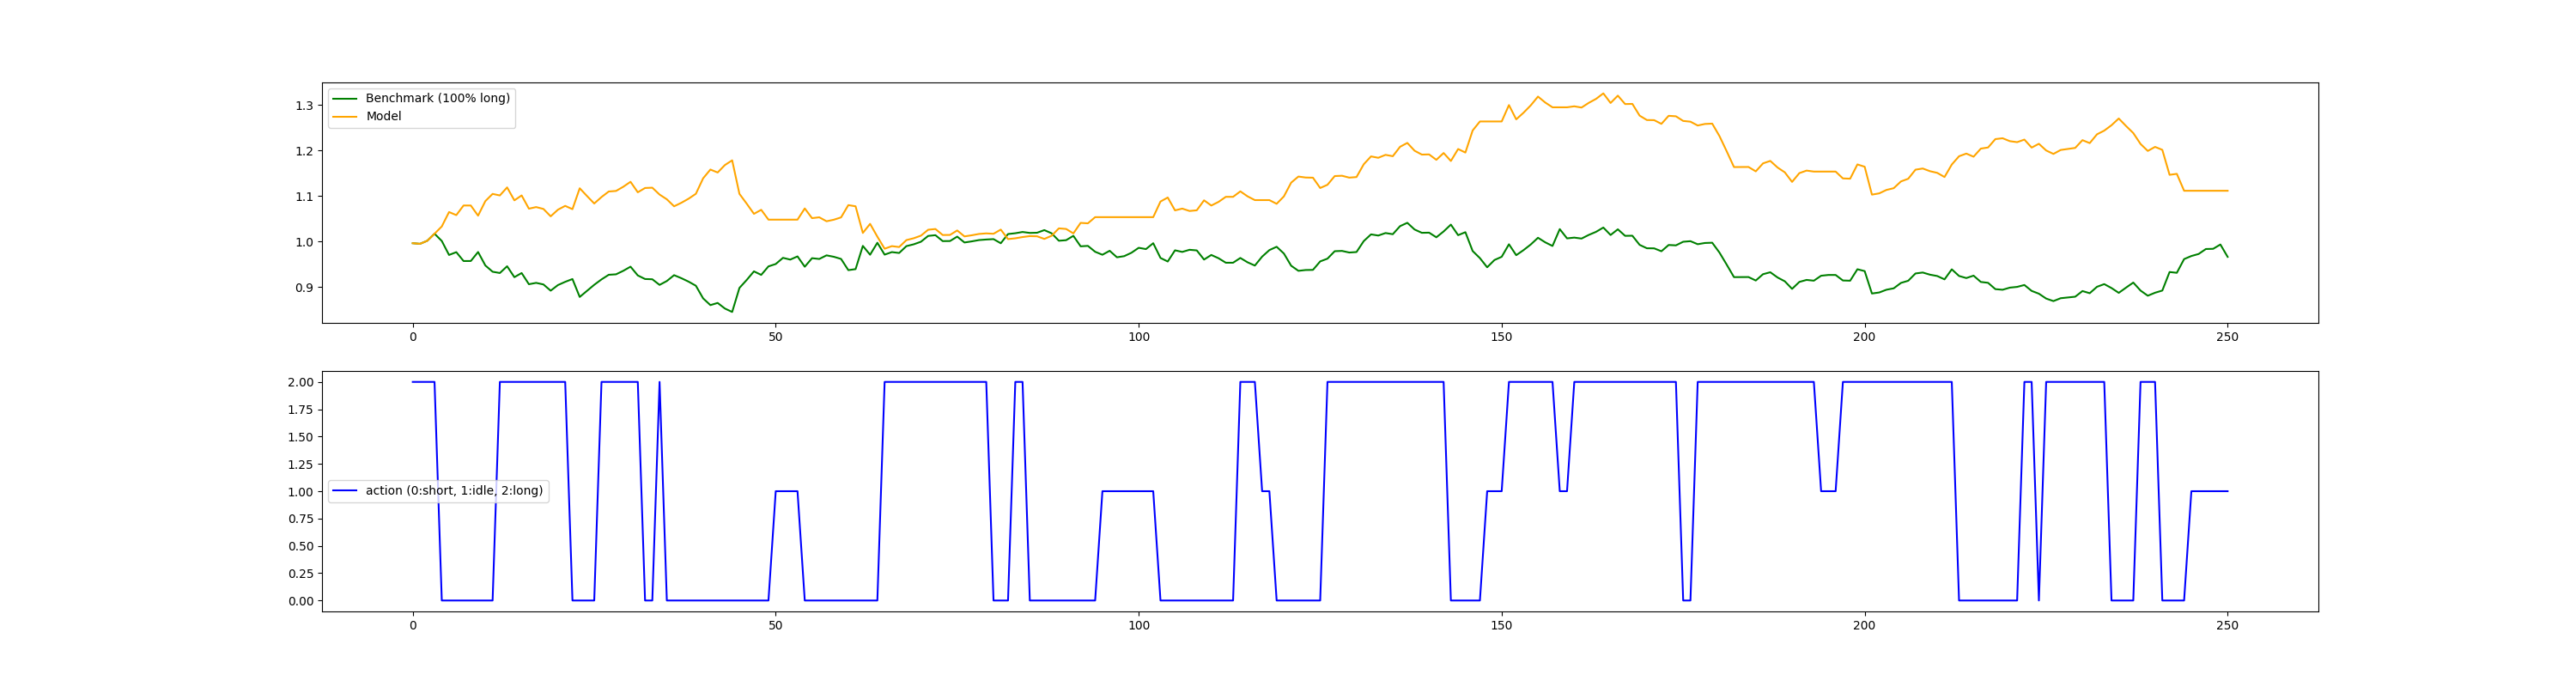 Benchmark (100% long)
Model
1.3
1.2
1.1
1.0
0.9
0 50 100 150 200 250
2.00
1.75
1.50
1.25
1.00
0.75
0.50
0.25
0.00
action (0:short, 1:idle, 2:long)
0 50 100 150 200 250